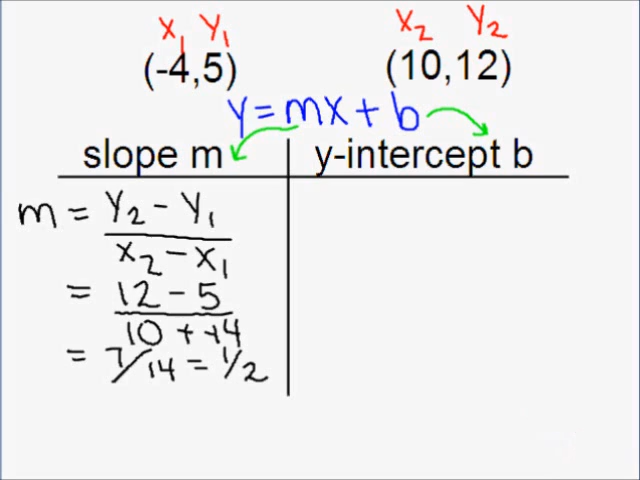 x₁ y₁ x₂ y₂
(-4,5) (10,12)
y = mx + b
slope m y-intercept b
m = y₂ - y₁
x₂ - x₁
= 12 - 5
10 + +4
= 7/14 = 1/2